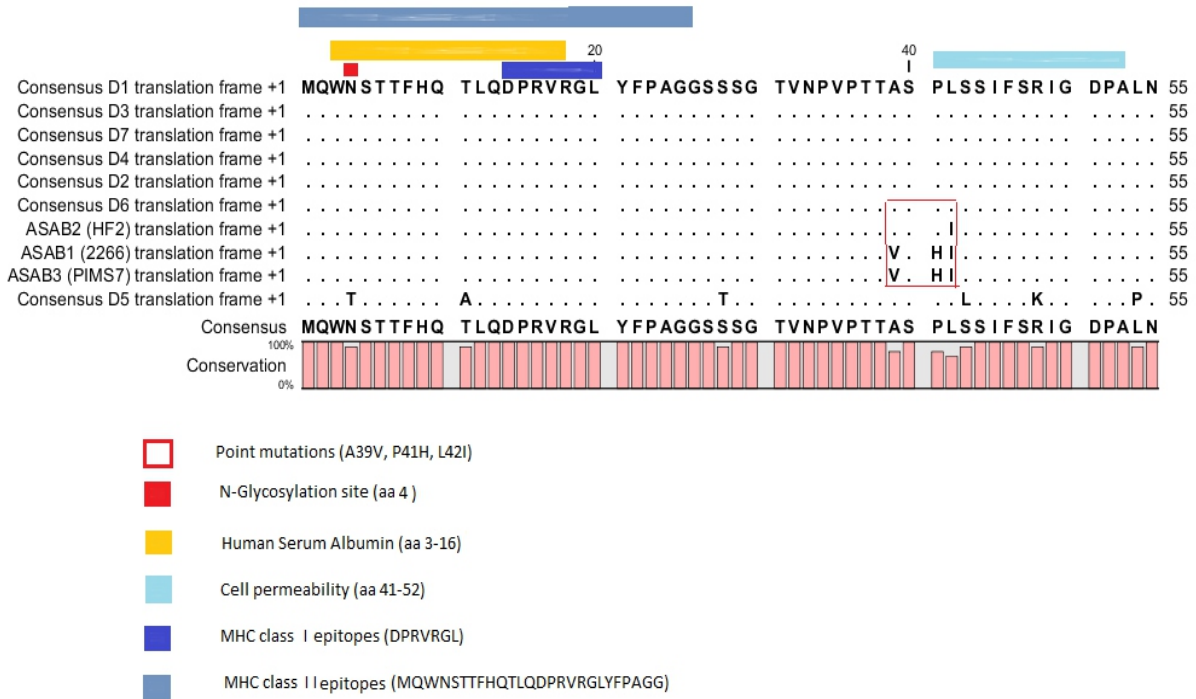 20 40
Consensus D1 translation frame +1 MQWNSTTFHQ TLQDPRVRGL YFPAGGSSSG TVNPVPTTAS PLSSIFSRIG DPALN 55
Consensus D3 translation frame +1 .......... .......... .......... .......... .......... ..... 55
Consensus D7 translation frame +1 .......... .......... .......... .......... .......... ..... 55
Consensus D4 translation frame +1 .......... .......... .......... .......... .......... ..... 55
Consensus D2 translation frame +1 .......... .......... .......... .......... .......... ..... 55
Consensus D6 translation frame +1 .......... .......... .......... .......... .......... ..... 55
ASAB2 (HF2) translation frame +1 .......... .......... .......... .......... .I........ ..... 55
ASAB1 (2266) translation frame +1 .......... .......... .......... ........V. HI........ ..... 55
ASAB3 (PIMS7) translation frame +1 .......... .......... .......... ........V. HI........ ..... 55
Consensus D5 translation frame +1 ...T...... A......... .......T.. .......... ..L....K.. ...P. 55
Consensus MQWNSTTFHQ TLQDPRVRGL YFPAGGSSSG TVNPVPTTAS PLSSIFSRIG DPALN
100%
Conservation
0%
Point mutations (A39V, P41H, L42I)
N-Glycosylation site (aa 4 )
Human Serum Albumin (aa 3-16)
Cell permeability (aa 41-52)
MHC class I epitopes (DPRVRGL)
MHC class II epitopes (MQWNSTTFHQTLQDPRVRGLYFPAGG)